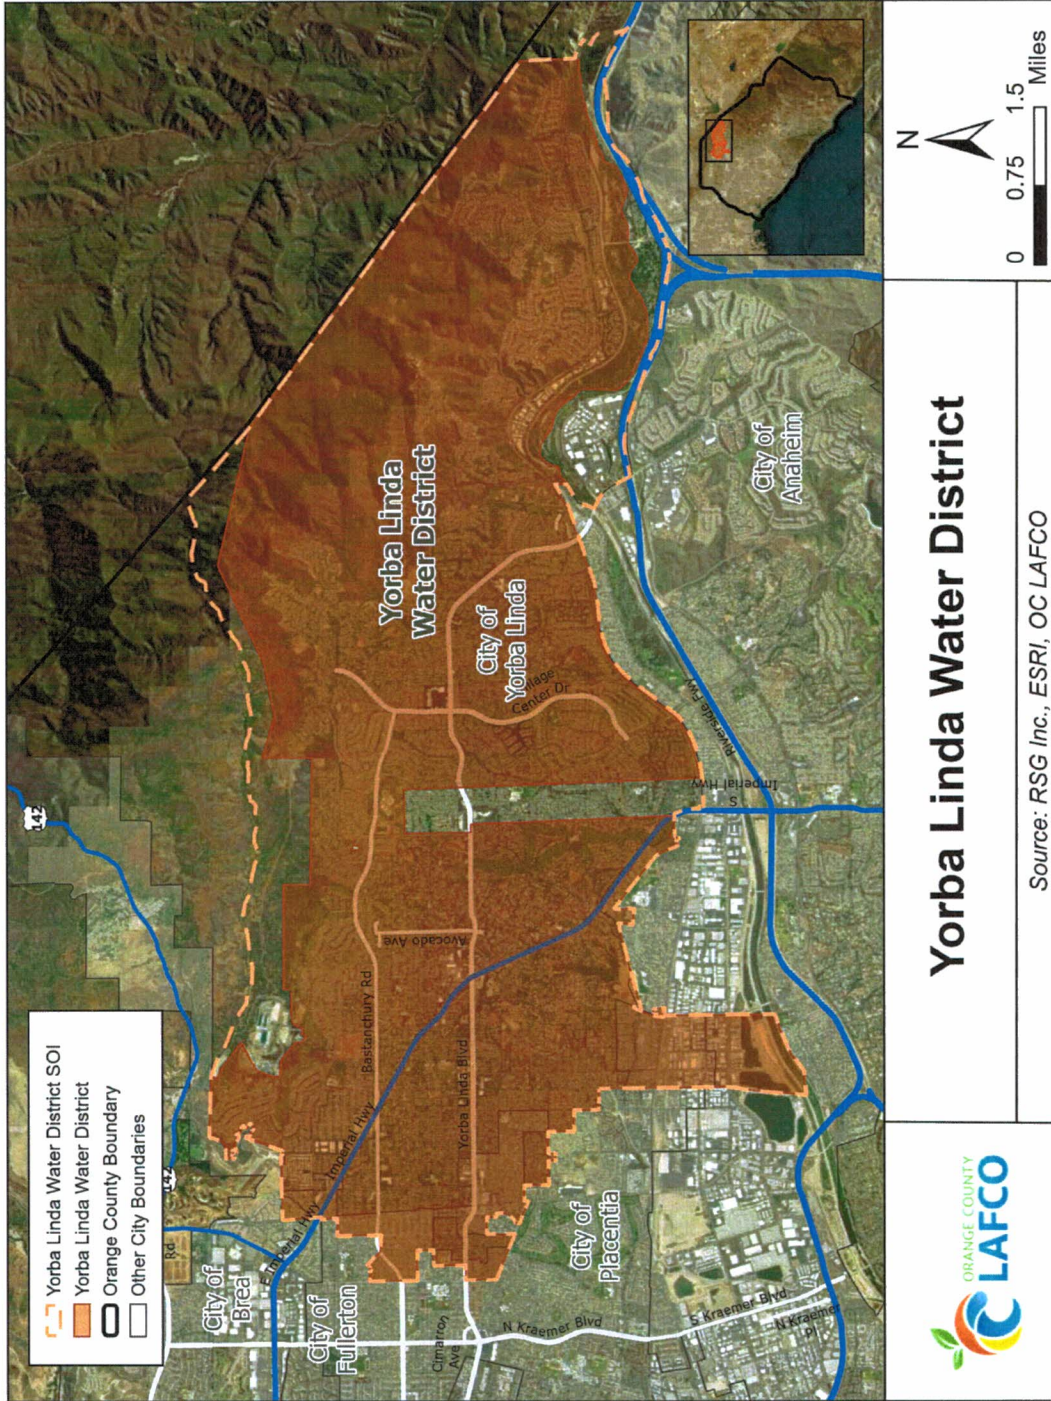 Yorba Linda Water District SOI
Yorba Linda Water District
Orange County Boundary
Other City Boundaries
142
142
Rd
City of
Brea
E Imperial Hwy
Imperial Hwy
City of
Fullerton
Bastanchury Rd
Avocado Ave
Yorba Linda Blvd
Cimarron
Ave
N Kraemer Blvd
S Kraemer Blvd
N Kraemer
Pl
City of
Placentia
Yorba Linda
Water District
City of
Yorba Linda
Village
Center Dr
S
Imperial Hwy
Riverside Fwy
City of
Anaheim
ORANGE COUNTY
LAFCO
Yorba Linda Water District
Source: RSG Inc., ESRI, OC LAFCO
N
0 0.75 1.5
Miles